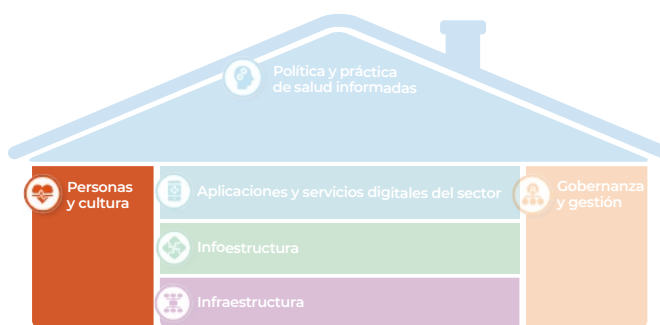 Política y práctica
de salud informadas
Personas
y cultura
Aplicaciones y servicios digitales del sector
Gobernanza
y gestión
Infoestructura
Infraestructura